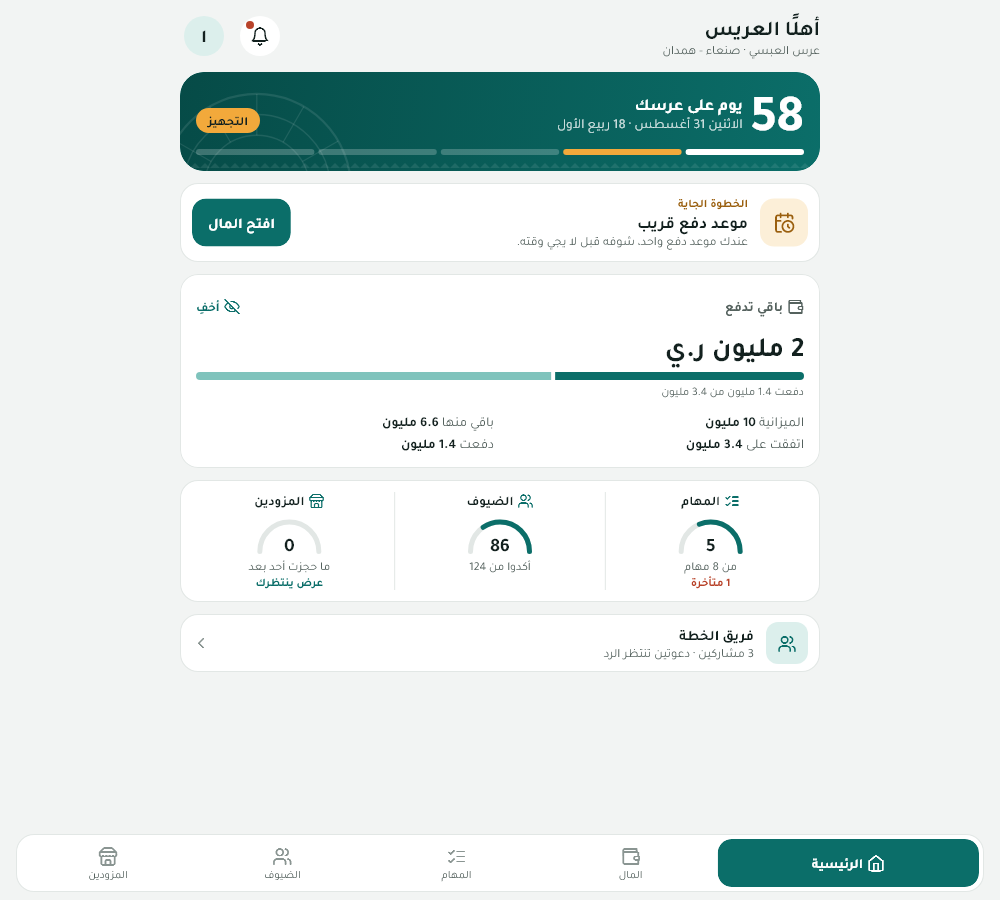 أهلًا العريس
عرس العبسي · صنعاء - همدان
ا
58
يوم على عرسك
الاثنين 31 أغسطس · 18 ربيع الأول
التجهيز
الخطوة الجاية
موعد دفع قريب
عندك موعد دفع واحد، شوفه قبل لا يجي وقته.
افتح المال
باقي تدفع
أخفِ
2 مليون ر.ي
دفعت 1.4 مليون من 3.4 مليون
الميزانية 10 مليون
باقي منها 6.6 مليون
اتفقت على 3.4 مليون
دفعت 1.4 مليون
المهام
5
من 8 مهام
1 متأخرة
الضيوف
86
أكدوا من 124
المزودين
0
ما حجزت أحد بعد
عرض ينتظرك
فريق الخطة
3 مشاركين · دعوتين تنتظر الرد
الرئيسية
المال
المهام
الضيوف
المزودين